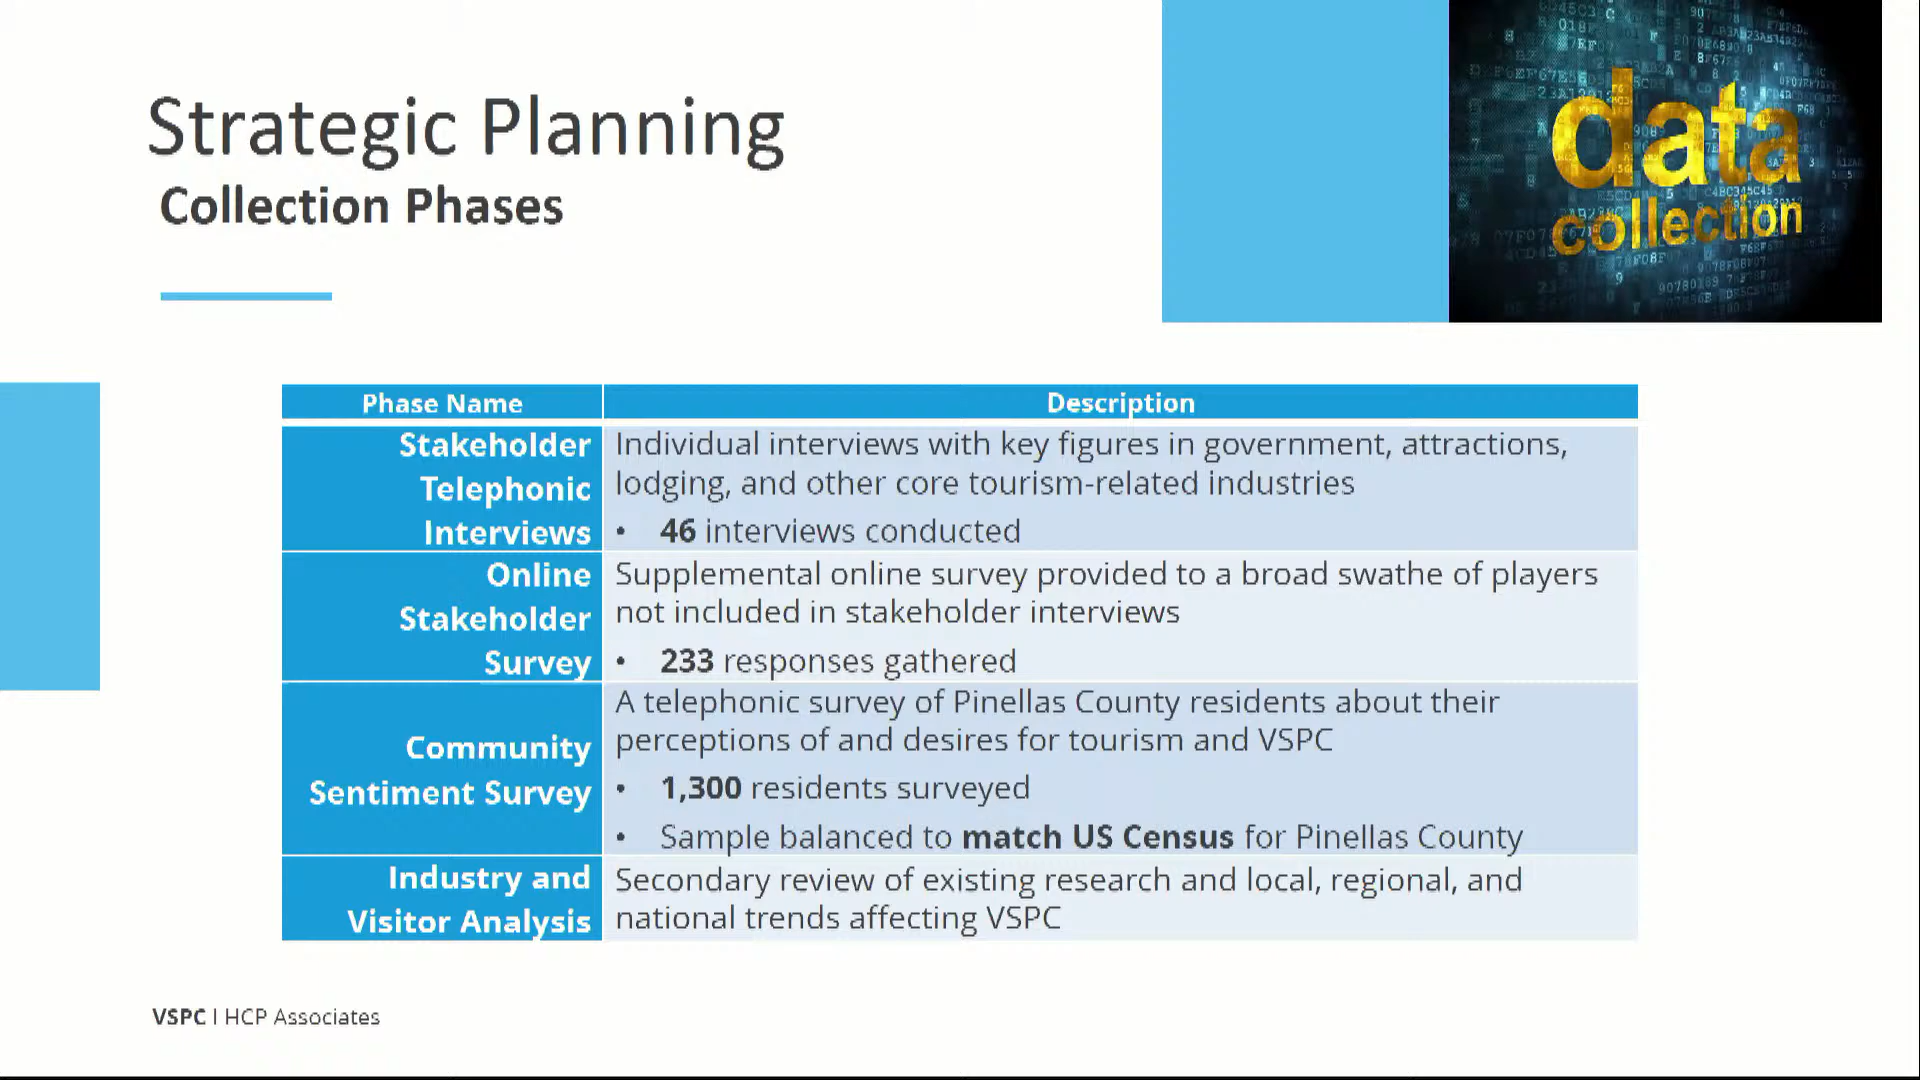 Strategic Planning
Collection Phases
data
collection
Phase Name
Description
Stakeholder
Telephonic
Interviews
Individual interviews with key figures in government, attractions,
lodging, and other core tourism-related industries
• 46 interviews conducted
Online
Stakeholder
Survey
Supplemental online survey provided to a broad swathe of players
not included in stakeholder interviews
• 233 responses gathered
Community
Sentiment Survey
A telephonic survey of Pinellas County residents about their
perceptions of and desires for tourism and VSPC
• 1,300 residents surveyed
• Sample balanced to match US Census for Pinellas County
Industry and
Visitor Analysis
Secondary review of existing research and local, regional, and
national trends affecting VSPC
VSPC | HCP Associates